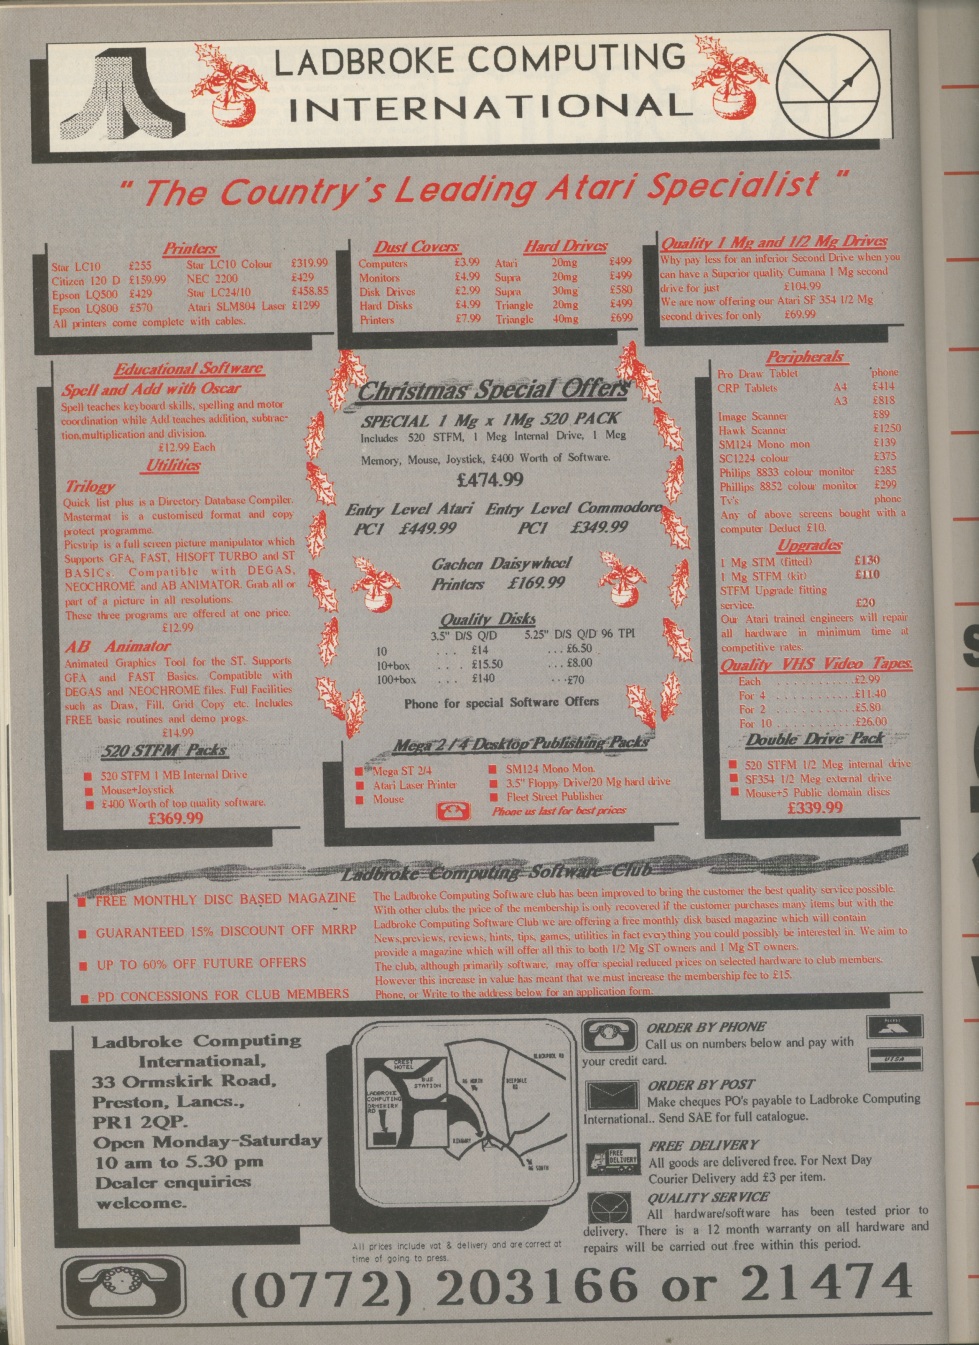 LADBROKE COMPUTING
INTERNATIONAL
" The Country's Leading Atari Specialist "
Printers
Star LC10 £255 Star LC10 Colour £319.99
Citizen 120 D £159.99 NEC 2200 £429
Epson LQ500 £429 Star LC24/10 £458.85
Epson LQ800 £570 Atari SLM804 Laser £1299
All printers come complete with cables.
Dust Covers
Computers £3.99
Monitors £4.99
Disk Drives £2.99
Hard Disks £4.99
Printers £7.99
Hard Drives
Atari 20mg £499
Supra 20mg £499
Supra 30mg £580
Triangle 20mg £499
Triangle 40mg £699
Quality 1 Mg and 1/2 Mg Drives
Why pay less for an inferior Second Drive when you
can have a Superior quality Cumana 1 Mg second
drive for just £104.99
We are now offering our Atari SF 354 1/2 Mg
second drives for only £69.99
Educational Software
Spell and Add with Oscar
Spell teaches keyboard skills, spelling and motor
coordination while Add teaches addition, subtrac-
tion,multiplication and division.
£12.99 Each
Utilities
Trilogy
Quick list plus is a Directory Database Compiler.
Mastermat is a customised format and copy
protect programme.
Picstrip is a full screen picture manipulator which
Supports GFA, FAST, HISOFT TURBO and ST
BASICs. Compatible with DEGAS,
NEOCHROME and AB ANIMATOR. Grab all or
part of a picture in all resolutions.
These three programs are offered at one price.
£12.99
AB Animator
Animated Graphics Tool for the ST. Supports
GFA and FAST Basics. Compatible with
DEGAS and NEOCHROME files. Full Facilities
such as Draw, Fill, Grid Copy etc. Includes
FREE basic routines and demo progs.
£14.99
520 STFM Packs
520 STFM 1 MB Internal Drive
Mouse+Joystick
£400 Worth of top quality software.
£369.99
Christmas Special Offers
SPECIAL 1 Mg x 1Mg 520 PACK
Includes 520 STFM, 1 Meg Internal Drive, 1 Meg
Memory, Mouse, Joystick, £400 Worth of Software.
£474.99
Entry Level Atari Entry Level Commodore
PC1 £449.99 PC1 £349.99
Gachen Daisywheel
Printers £169.99
Quality Disks
3.5" D/S Q/D 5.25" D/S Q/D 96 TPI
10 . . . £14 . . . £6.50
10+box . . . £15.50 . . . £8.00
100+box . . . £140 . . . £70
Phone for special Software Offers
Mega 2 / 4 Desktop Publishing Packs
Mega ST 2/4
Atari Laser Printer
Mouse
SM124 Mono Mon.
3.5" Floppy Drive/20 Mg hard drive
Fleet Street Publisher
Phone us last for best prices
Peripherals
Pro Draw Tablet phone
CRP Tablets A4 £414
A3 £818
Image Scanner £89
Hawk Scanner £1250
SM124 Mono mon £139
SC1224 colour £375
Philips 8833 colour monitor £285
Phillips 8852 colour monitor £299
Tv's phone
Any of above screens bought with a
computer Deduct £10.
Upgrades
1 Mg STM (fitted) £130
1 Mg STFM (kit) £110
STFM Upgrade fitting
service. £20
Our Atari trained engineers will repair
all hardware in minimum time at
competitive rates.
Quality VHS Video Tapes.
Each . . . . . . . . . . . £2.99
For 4 . . . . . . . . . . . £11.40
For 2 . . . . . . . . . . . £5.80
For 10 . . . . . . . . . . £26.00
Double Drive Pack
520 STFM 1/2 Meg internal drive
SF354 1/2 Meg external drive
Mouse+5 Public domain discs
£339.99
Ladbroke Computing Software Club
FREE MONTHLY DISC BASED MAGAZINE
GUARANTEED 15% DISCOUNT OFF MRRP
UP TO 60% OFF FUTURE OFFERS
PD CONCESSIONS FOR CLUB MEMBERS
The Ladbroke Computing Software club has been improved to bring the customer the best quality service possible.
With other clubs the price of the membership is only recovered if the customer purchases many items but with the
Ladbroke Computing Software Club we are offering a free monthly disk based magazine which will contain
News,previews, reviews, hints, tips, games, utilities in fact everything you could possibly be interested in. We aim to
provide a magazine which will offer all this to both 1/2 Mg ST owners and 1 Mg ST owners.
The club, although primarily software, may offer special reduced prices on selected hardware to club members.
However this increase in value has meant that we must increase the membership fee to £15.
Phone, or Write to the address below for an application form.
Ladbroke Computing
International,
33 Ormskirk Road,
Preston, Lancs.,
PR1 2QP.
Open Monday-Saturday
10 am to 5.30 pm
Dealer enquiries
welcome.
CREST
HOTEL
BUS
STATION
LADBROKE
COMPUTING
ORMSKIRK
RD
BLACKPOOL RD
M6 NORTH
RINGWAY
M6 SOUTH
All prices include vat & delivery and are correct at
time of going to press.
ORDER BY PHONE
Call us on numbers below and pay with
your credit card.
VISA
ORDER BY POST
Make cheques PO's payable to Ladbroke Computing
International.. Send SAE for full catalogue.
FREE
DELIVERY
FREE DELIVERY
All goods are delivered free. For Next Day
Courier Delivery add £3 per item.
QUALITY SERVICE
All hardware/software has been tested prior to
delivery. There is a 12 month warranty on all hardware and
repairs will be carried out free within this period.
(0772) 203166 or 21474